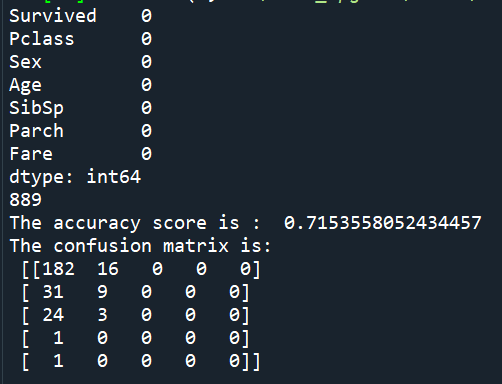 Survived    0
Pclass      0
Sex         0
Age         0
SibSp       0
Parch       0
Fare        0
dtype: int64
889
The accuracy score is :  0.7153558052434457
The confusion matrix is:
 [[182  16   0   0   0]
 [ 31   9   0   0   0]
 [ 24   3   0   0   0]
 [  1   0   0   0   0]
 [  1   0   0   0   0]]